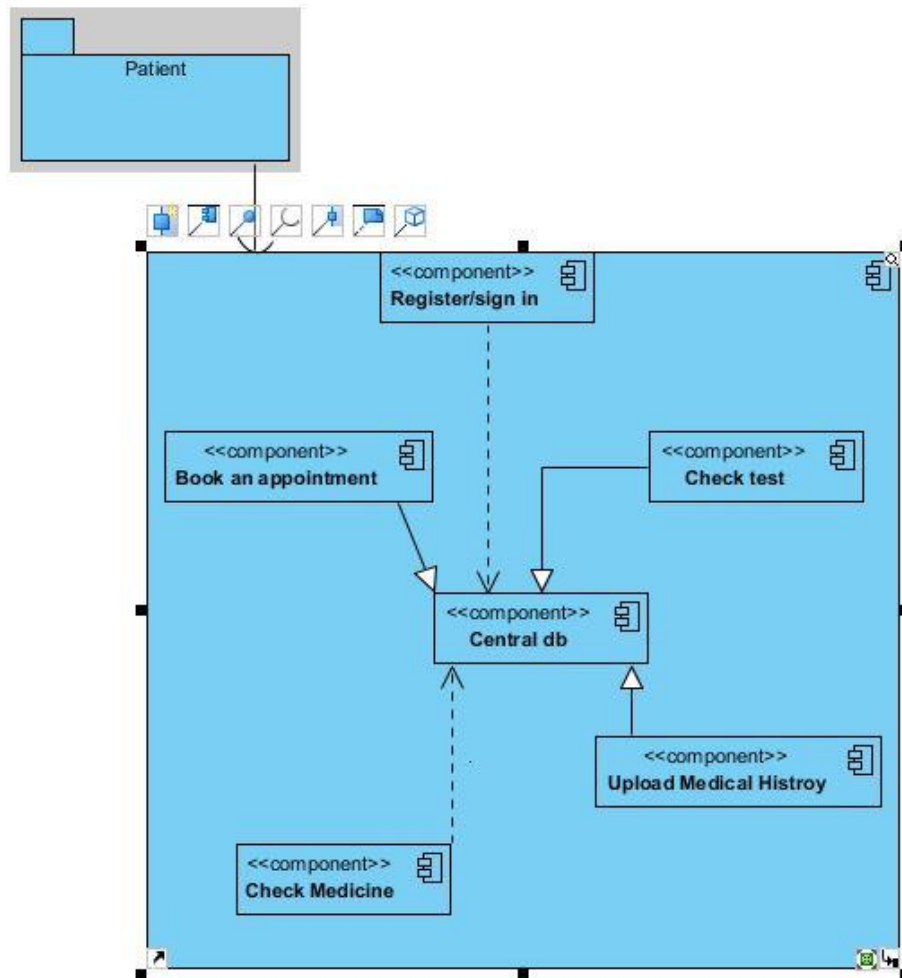 Patient
<<component>>
Register/sign in
<<component>>
Book an appointment
<<component>>
Check test
<<component>>
Central db
<<component>>
Upload Medical Histroy
<<component>>
Check Medicine